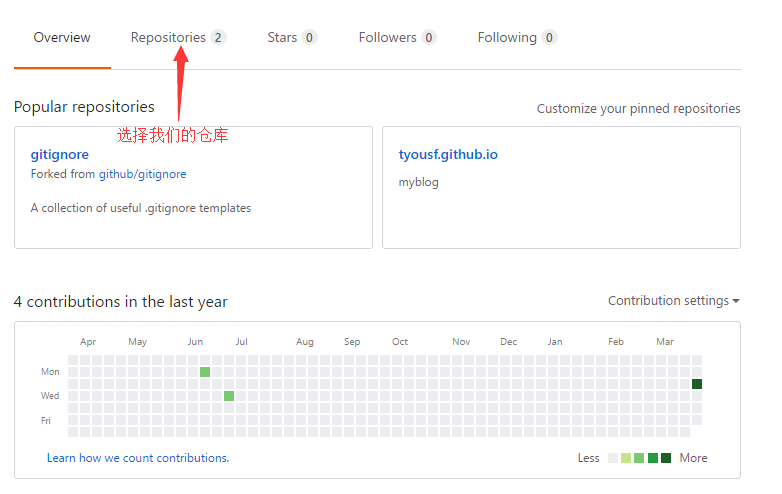 Overview Repositories 2 Stars 0 Followers 0 Following 0
Popular repositories Customize your pinned repositories
选择我们的仓库
gitignore
Forked from github/gitignore
A collection of useful .gitignore templates
tyousf.github.io
myblog
4 contributions in the last year Contribution settings
Apr May Jun Jul Aug Sep Oct Nov Dec Jan Feb Mar
Mon
Wed
Fri
Learn how we count contributions. Less More